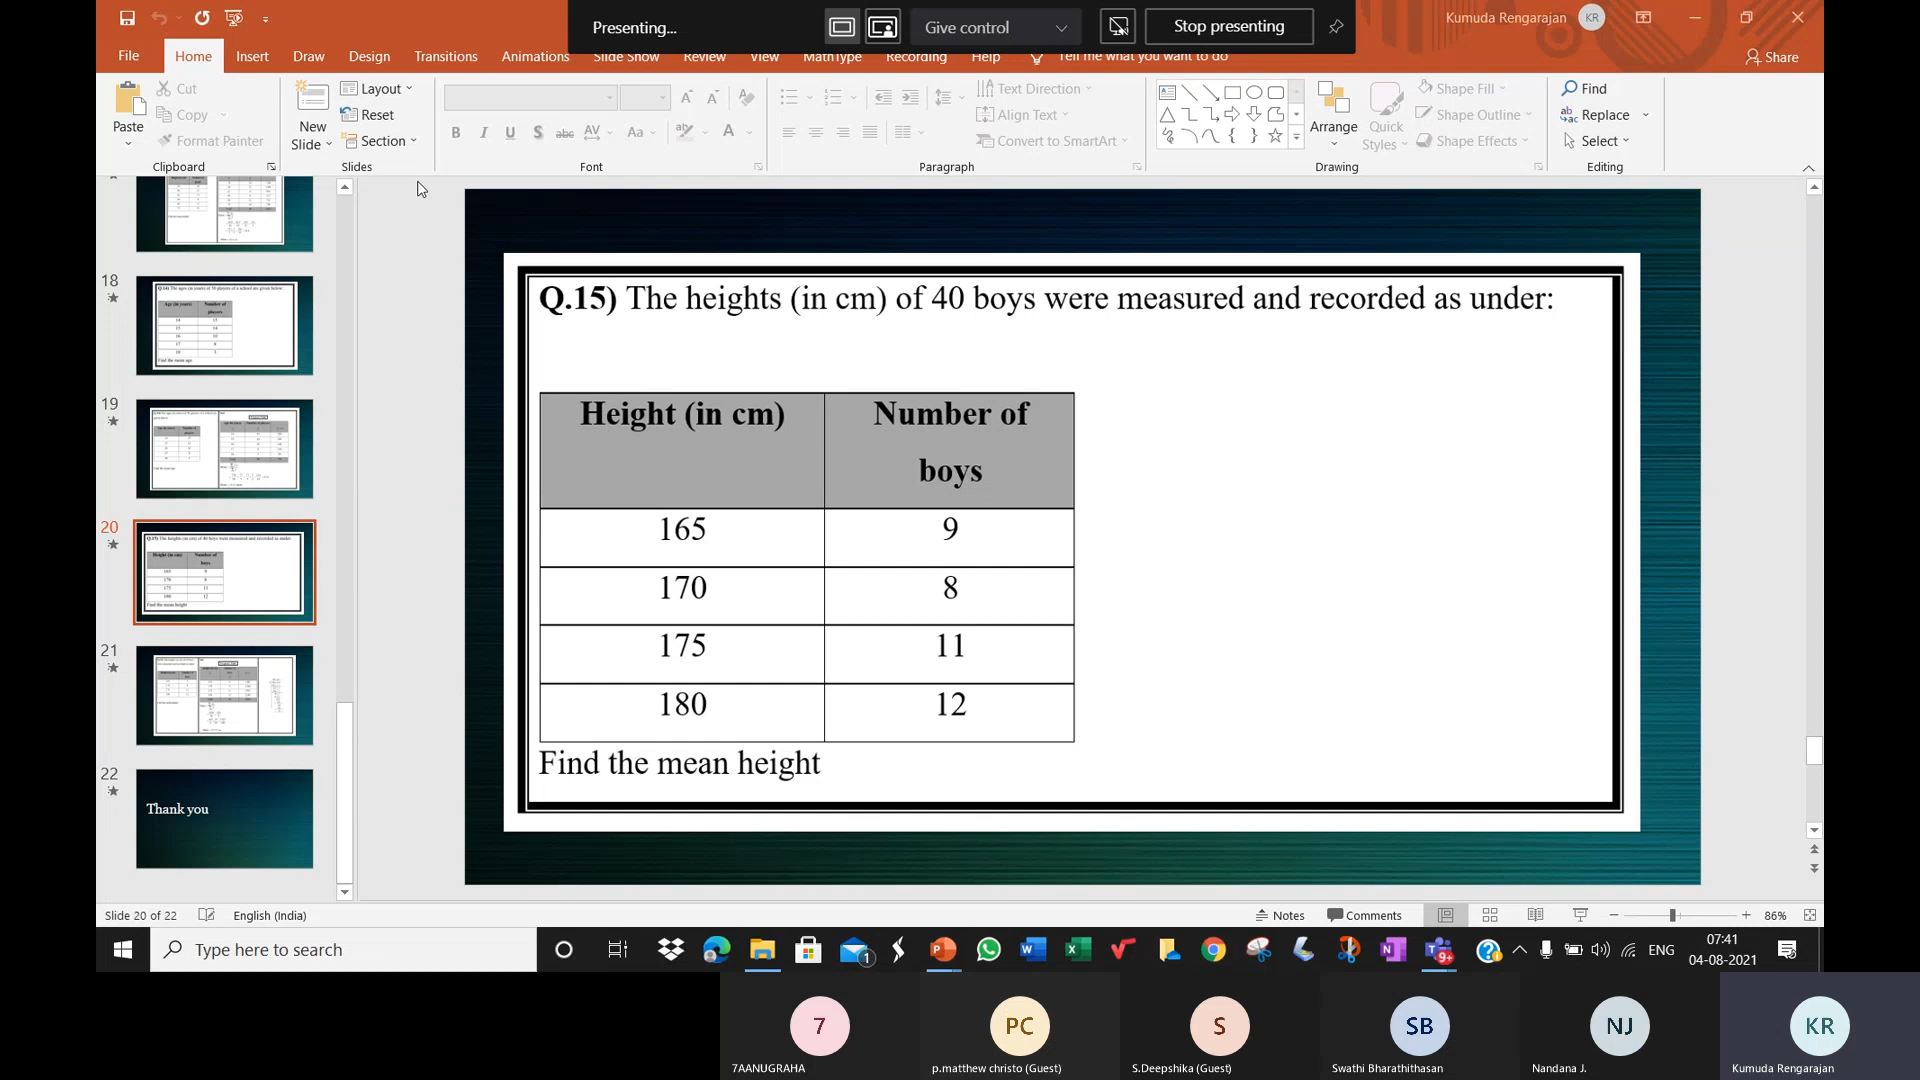 Presenting...
Give control
Stop presenting
Kumuda Rengarajan
KR
File
Home
Insert
Draw
Design
Transitions
Animations
Slide Show
Review
View
MathType
Recording
Help
Tell me what you want to do
Share
Paste
Cut
Copy
Format Painter
Clipboard
New
Slide
Layout
Reset
Section
Slides
Font
Text Direction
Align Text
Convert to SmartArt
Paragraph
Arrange
Quick
Styles
Shape Fill
Shape Outline
Shape Effects
Drawing
Find
Replace
Select
Editing
18
19
20
21
22
Thank you
Q.15) The heights (in cm) of 40 boys were measured and recorded as under:
Height (in cm) Number of
boys
165 9
170 8
175 11
180 12
Find the mean height
Slide 20 of 22
English (India)
Notes
Comments
86%
Type here to search
1
9+
ENG
07:41
04-08-2021
7
PC
S
SB
NJ
KR
7AANUGRAHA
p.matthew christo (Guest)
S.Deepshika (Guest)
Swathi Bharathithasan
Nandana J.
Kumuda Rengarajan